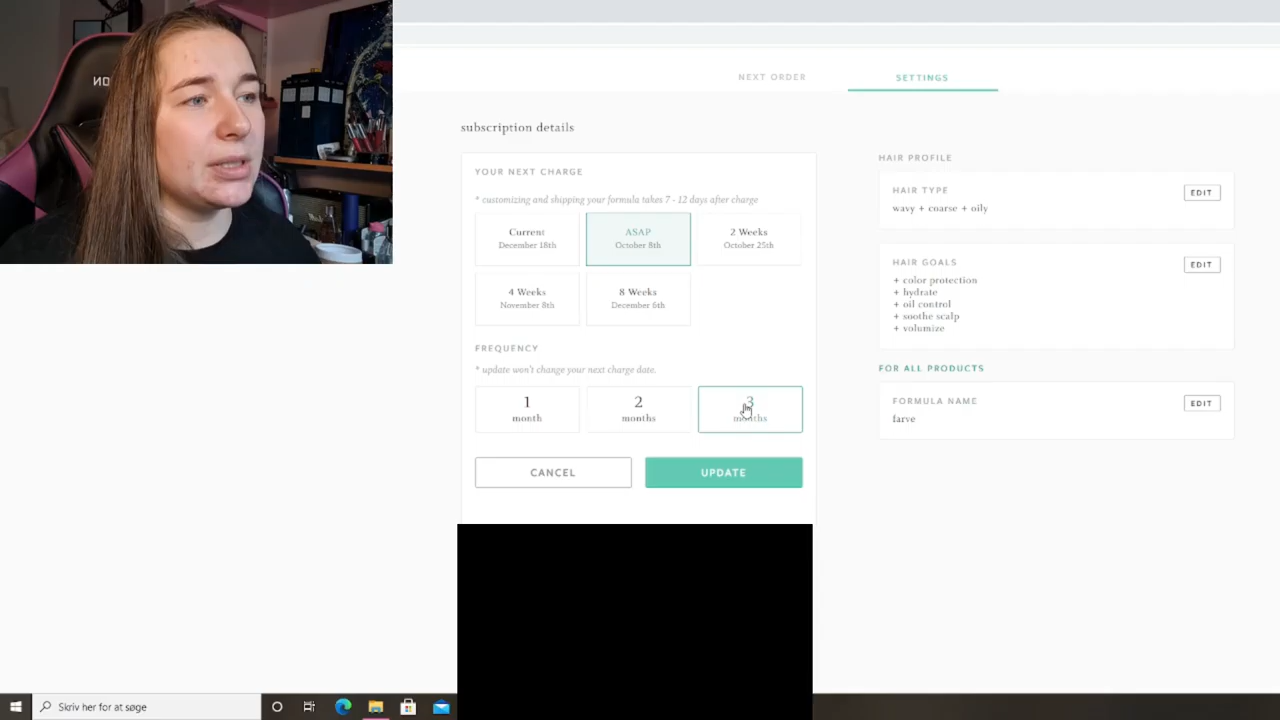 ON
NEXT ORDER
SETTINGS
subscription details
YOUR NEXT CHARGE
* customizing and shipping your formula takes 7 - 12 days after charge
Current
December 18th
ASAP
October 8th
2 Weeks
October 25th
4 Weeks
November 8th
8 Weeks
December 6th
FREQUENCY
* update won't change your next charge date.
1
month
2
months
3
months
CANCEL
UPDATE
HAIR PROFILE
HAIR TYPE
EDIT
wavy + coarse + oily
HAIR GOALS
EDIT
+ color protection
+ hydrate
+ oil control
+ soothe scalp
+ volumize
FOR ALL PRODUCTS
FORMULA NAME
EDIT
farve
Skriv her for at søge